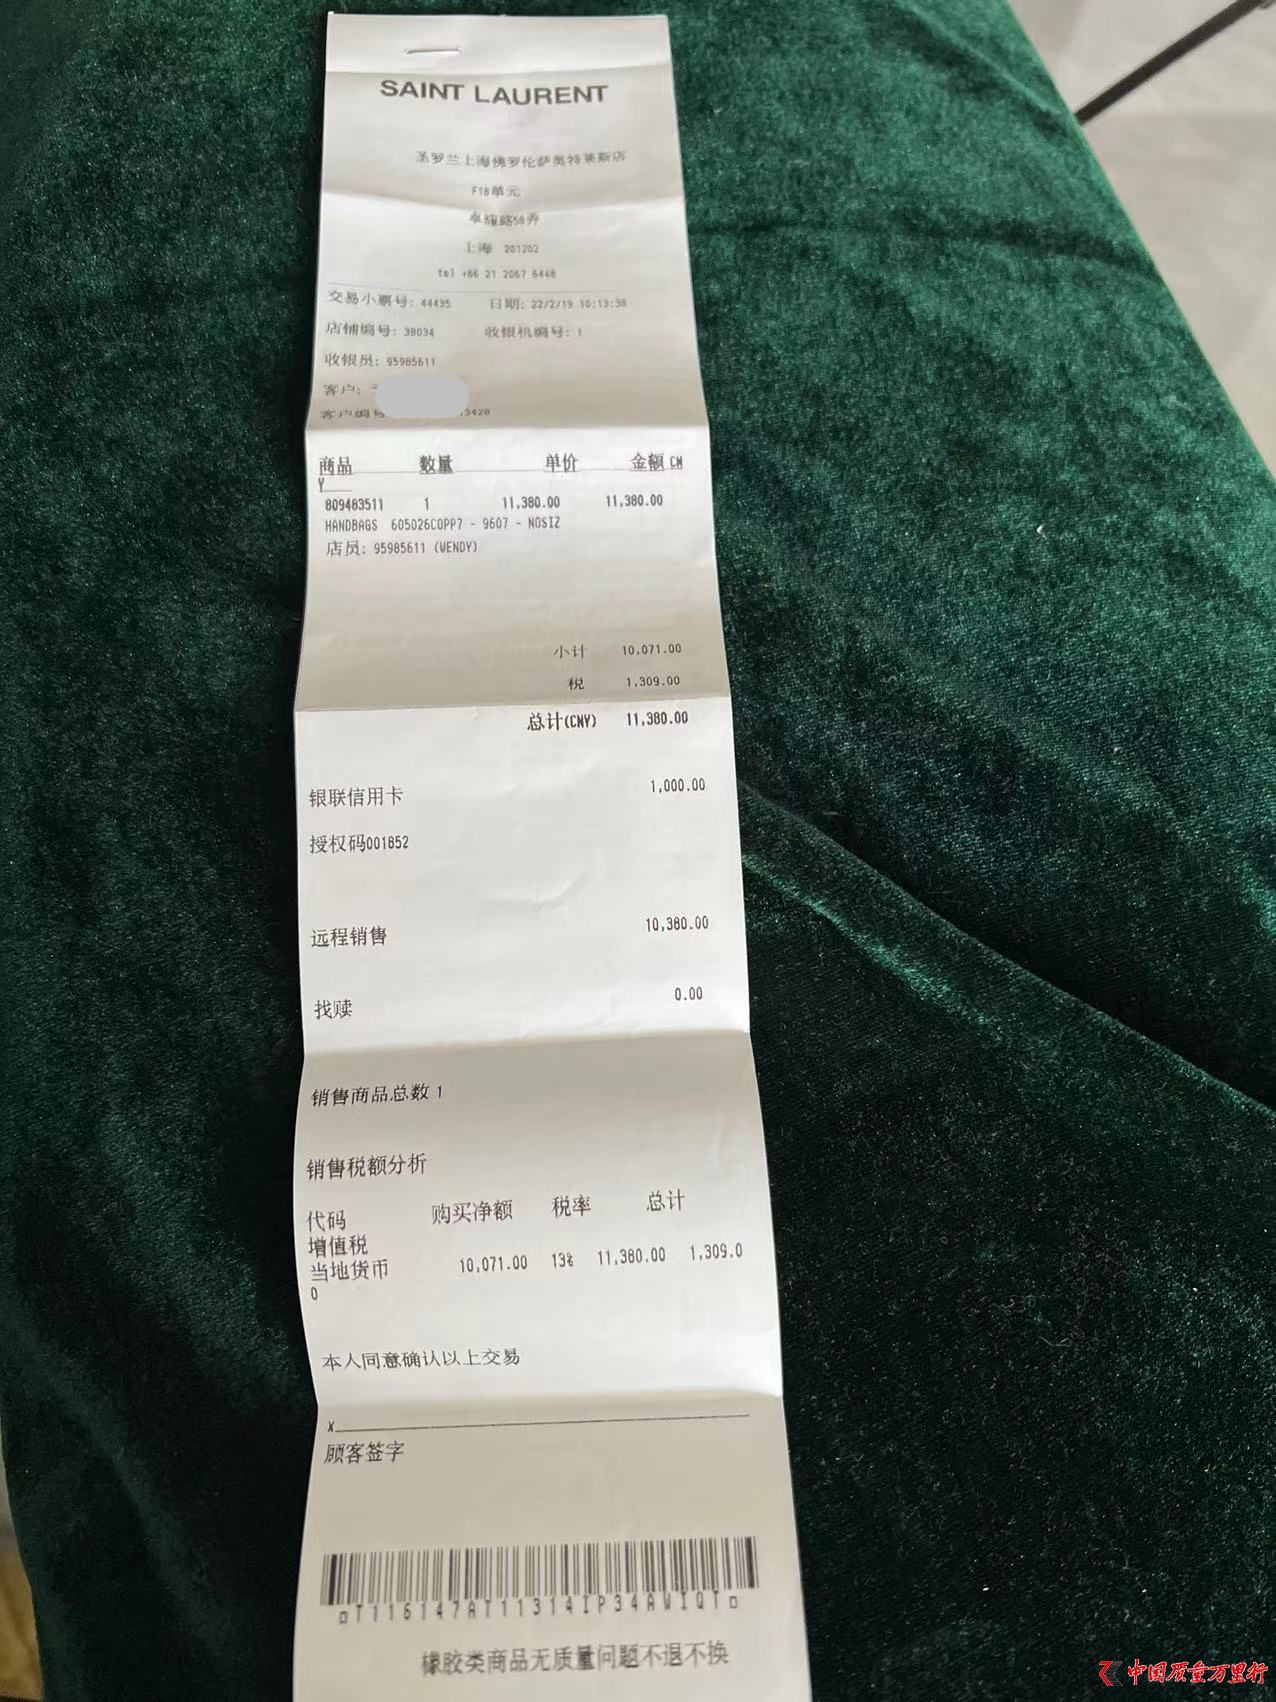 SAINT LAURENT
圣罗兰上海佛罗伦萨奥特莱斯店
F18单元
卓耀路58弄
上海 201202
tel +86 21 2067 6448
交易小票号: 44435 日期: 22/2/19 10:13:38
店铺编号: 38034 收银机编号: 1
收银员: 95985611
客户:
客户编号 3428
商品 数量 单价 金额 CN
Y
809483511 1 11,380.00 11,380.00
HANDBAGS 605026COPP7 - 9607 - NOSIZ
店员: 95985611 (WENDY)
小计 10,071.00
税 1,309.00
总计(CNY) 11,380.00
银联信用卡 1,000.00
授权码001852
远程销售 10,380.00
找赎 0.00
销售商品总数 1
销售税额分析
代码 购买净额 税率 总计
增值税
当地货币 10,071.00 13% 11,380.00 1,309.0
0
本人同意确认以上交易
X
顾客签字
T116147AT11314IP34AWIQT
橡胶类商品无质量问题不退不换
中国质量万里行